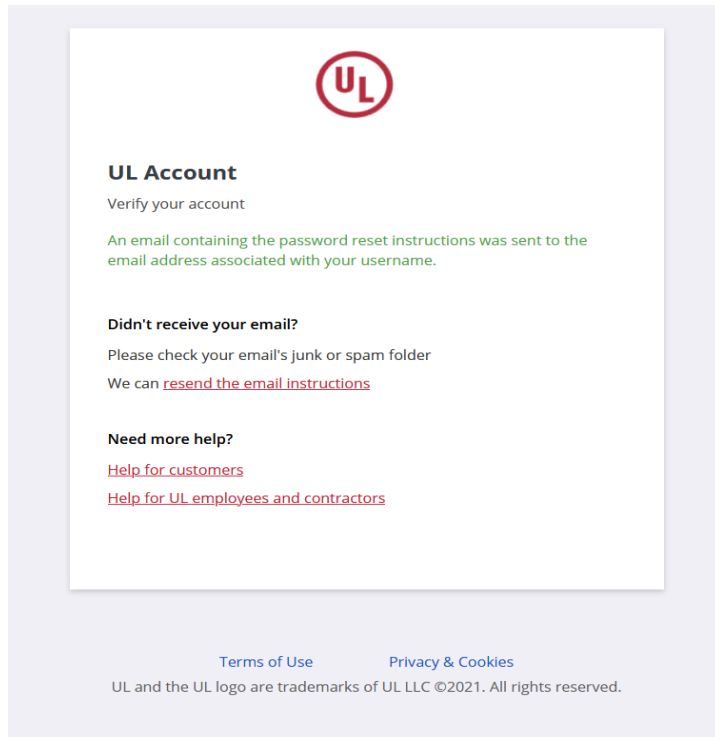 UL
UL Account
Verify your account
An email containing the password reset instructions was sent to the
email address associated with your username.
Didn't receive your email?
Please check your email's junk or spam folder
We can resend the email instructions
Need more help?
Help for customers
Help for UL employees and contractors
Terms of Use Privacy & Cookies
UL and the UL logo are trademarks of UL LLC ©2021. All rights reserved.